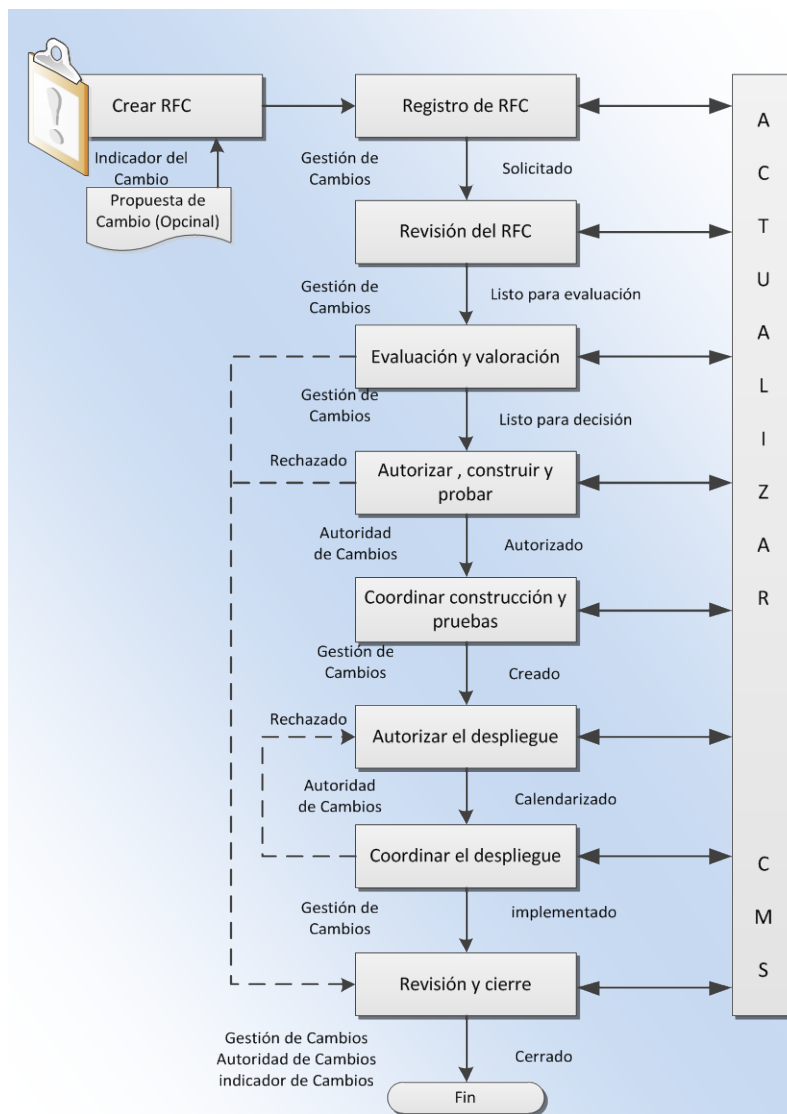 Crear RFC
Registro de RFC
Indicador del
Cambio
Propuesta de
Cambio (Opcinal)
Gestión de
Cambios
Solicitado
Revisión del RFC
Gestión de
Cambios
Listo para evaluación
Evaluación y valoración
Gestión de
Cambios
Listo para decisión
Rechazado
Autorizar , construir y
probar
Autoridad
de Cambios
Autorizado
Coordinar construcción y
pruebas
Gestión de
Cambios
Creado
Rechazado
Autorizar el despliegue
Autoridad
de Cambios
Calendarizado
Coordinar el despliegue
Gestión de
Cambios
implementado
Revisión y cierre
Gestión de Cambios
Autoridad de Cambios
indicador de Cambios
Cerrado
Fin
A
C
T
U
A
L
I
Z
A
R
C
M
S